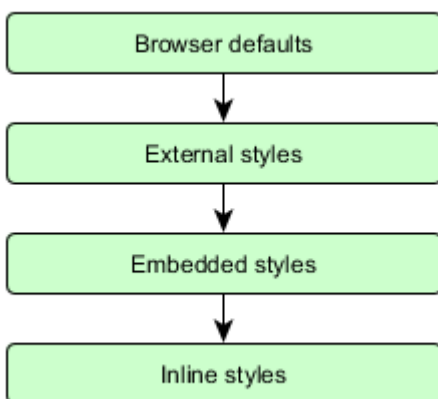 Browser defaults
External styles
Embedded styles
Inline styles